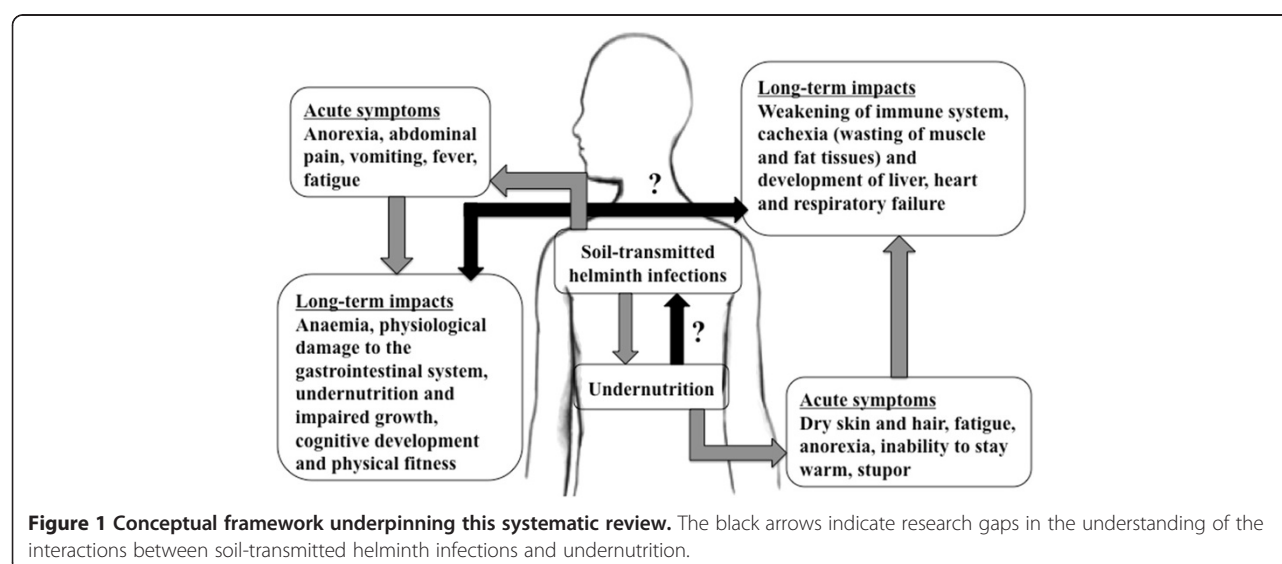 Acute symptoms
Anorexia, abdominal
pain, vomiting, fever,
fatigue
Long-term impacts
Weakening of immune system,
cachexia (wasting of muscle
and fat tissues) and
development of liver, heart
and respiratory failure
?
Soil-transmitted
helminth infections
Long-term impacts
Anaemia, physiological
damage to the
gastrointestinal system,
undernutrition and
impaired growth,
cognitive development
and physical fitness
?
Undernutrition
Acute symptoms
Dry skin and hair, fatigue,
anorexia, inability to stay
warm, stupor
Figure 1 Conceptual framework underpinning this systematic review. The black arrows indicate research gaps in the understanding of the
interactions between soil-transmitted helminth infections and undernutrition.